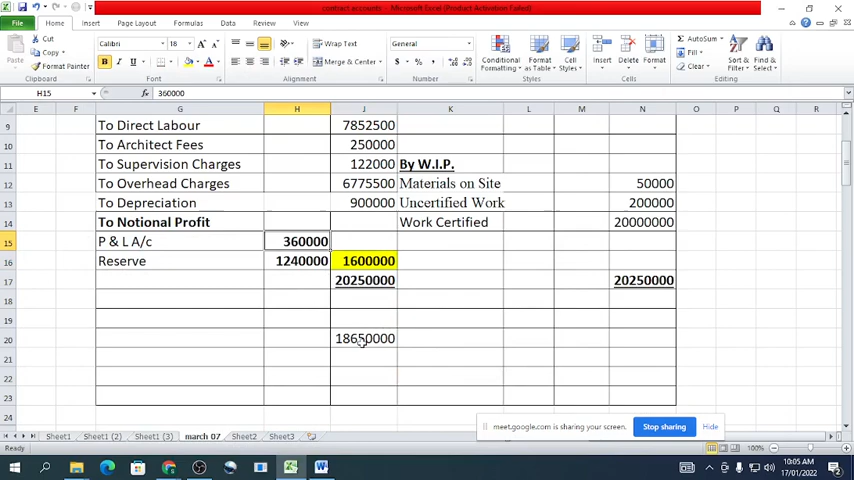 contract accounts - Microsoft Excel (Product Activation Failed)
File Home Insert Page Layout Formulas Data Review View
Cut
Copy
Format Painter
Paste
Clipboard
Calibri 18
B I U
Font
Wrap Text
Merge & Center
Alignment
General
$ % ,
Number
Conditional Formatting
Format as Table
Cell Styles
Styles
Insert Delete Format
Cells
AutoSum
Fill
Clear
Sort & Filter
Find & Select
Editing
H15 fx 360000
E F G H J K L M N O P Q R
9 To Direct Labour 7852500
10 To Architect Fees 250000
11 To Supervision Charges 122000 By W.I.P.
12 To Overhead Charges 6775500 Materials on Site 50000
13 To Depreciation 900000 Uncertified Work 200000
14 To Notional Profit Work Certified 20000000
15 P & L A/c 360000
16 Reserve 1240000 1600000
17 20250000 20250000
18
19
20 18650000
21
22
23
24
meet.google.com is sharing your screen. Stop sharing Hide
Sheet1 Sheet1 (2) Sheet1 (3) march 07 Sheet2 Sheet3
Ready 100%
10:05 AM
17/01/2022